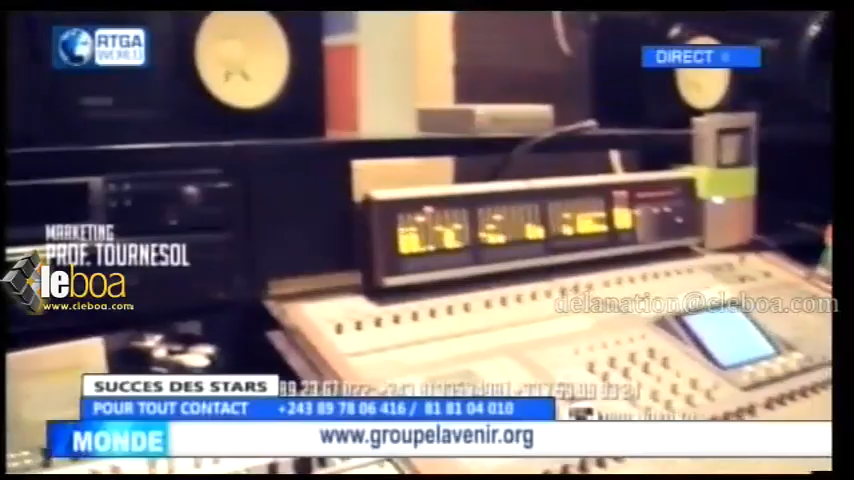 RTGA
WORLD
DIRECT
MARKETING
PROF. TOURNESOL
cleboa
www.cleboa.com
delanation@cleboa.com
SUCCES DES STARS
POUR TOUT CONTACT +243 89 78 06 416 / 81 81 04 010
MONDE www.groupelavenir.org